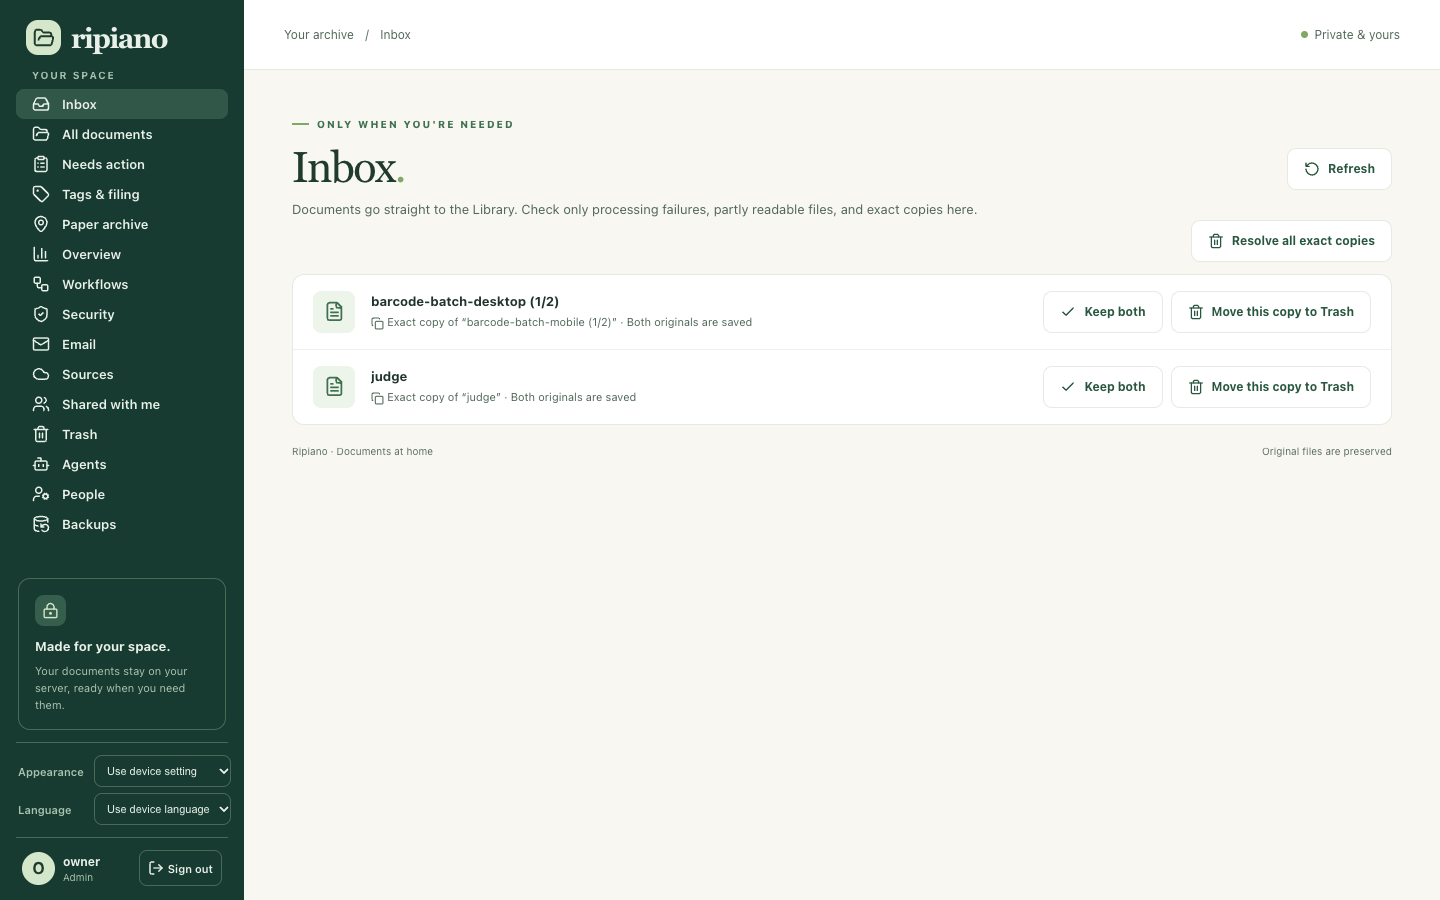 ripiano
YOUR SPACE
Inbox
All documents
Needs action
Tags & filing
Paper archive
Overview
Workflows
Security
Email
Sources
Shared with me
Trash
Agents
People
Backups
Made for your space.
Your documents stay on your
server, ready when you need
them.
Appearance Use device setting
Language Use device language
O owner
Admin
Sign out
Your archive / Inbox
Private & yours
ONLY WHEN YOU'RE NEEDED
Inbox.
Refresh
Documents go straight to the Library. Check only processing failures, partly readable files, and exact copies here.
Resolve all exact copies
barcode-batch-desktop (1/2)
Exact copy of “barcode-batch-mobile (1/2)” · Both originals are saved
Keep both
Move this copy to Trash
judge
Exact copy of “judge” · Both originals are saved
Keep both
Move this copy to Trash
Ripiano · Documents at home
Original files are preserved